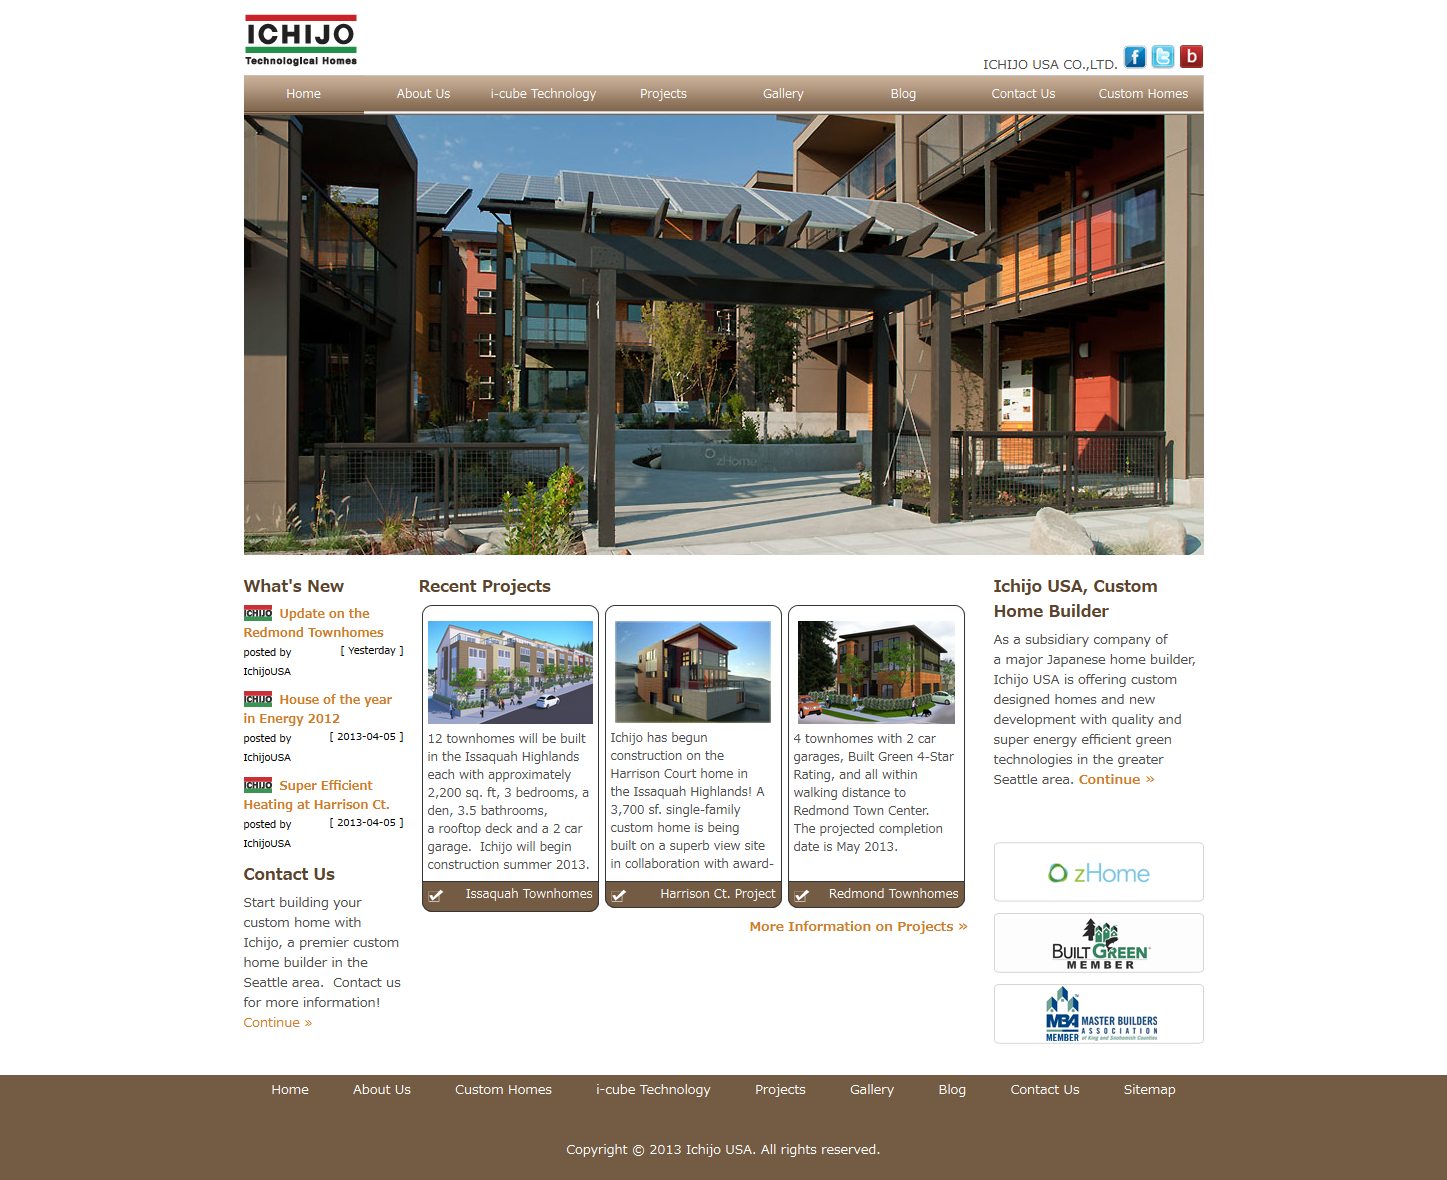 ICHIJO
Technological Homes
ICHIJO USA CO.,LTD.
Home About Us i-cube Technology Projects Gallery Blog Contact Us Custom Homes
zHome
What's New
ICHIJO Update on the
Redmond Townhomes
posted by [ Yesterday ]
IchijoUSA
ICHIJO House of the year
in Energy 2012
posted by [ 2013-04-05 ]
IchijoUSA
ICHIJO Super Efficient
Heating at Harrison Ct.
posted by [ 2013-04-05 ]
IchijoUSA
Contact Us
Start building your
custom home with
Ichijo, a premier custom
home builder in the
Seattle area.  Contact us
for more information!
Continue »
Recent Projects
12 townhomes will be built
in the Issaquah Highlands
each with approximately
2,200 sq. ft, 3 bedrooms, a
den, 3.5 bathrooms,
a rooftop deck and a 2 car
garage.  Ichijo will begin
construction summer 2013.
Issaquah Townhomes
Ichijo has begun
construction on the
Harrison Court home in
the Issaquah Highlands! A
3,700 sf. single-family
custom home is being
built on a superb view site
in collaboration with award-
Harrison Ct. Project
4 townhomes with 2 car
garages, Built Green 4-Star
Rating, and all within
walking distance to
Redmond Town Center.
The projected completion
date is May 2013.
Redmond Townhomes
More Information on Projects »
Ichijo USA, Custom
Home Builder
As a subsidiary company of
a major Japanese home builder,
Ichijo USA is offering custom
designed homes and new
development with quality and
super energy efficient green
technologies in the greater
Seattle area. Continue »
zHome
BUILT GREEN
MEMBER
MBA MASTER BUILDERS
ASSOCIATION
MEMBER of King and Snohomish Counties
Home About Us Custom Homes i-cube Technology Projects Gallery Blog Contact Us Sitemap
Copyright © 2013 Ichijo USA. All rights reserved.